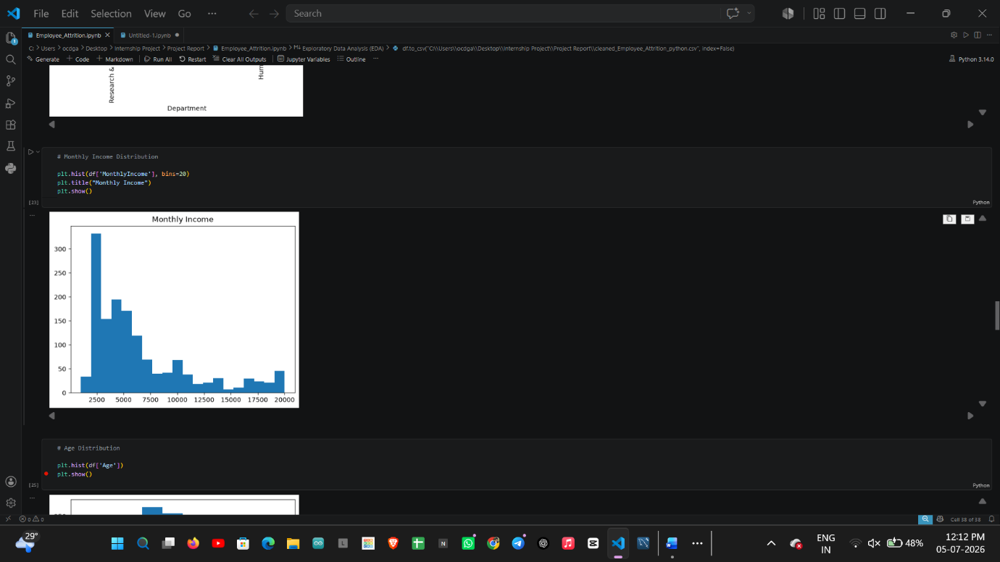 File Edit Selection View Go ... Search
Employee_Attrition.ipynb Untitled-1.ipynb
C: > Users > ocdga > Desktop > Internship Project > Project Report > Employee_Attrition.ipynb > M↓ Exploratory Data Analysis (EDA) > df.to_csv("C:\\Users\\ocdga\\Desktop\\Internship Project\\Project Report\\cleaned_Employee_Attrition_python.csv", index=False)
Generate + Code + Markdown Run All Restart Clear All Outputs Jupyter Variables Outline ... Python 3.14.0
Research &
Hum
Department
# Monthly Income Distribution
plt.hist(df['MonthlyIncome'], bins=20)
plt.title("Monthly Income")
plt.show()
[23]
Python
Monthly Income
300
250
200
150
100
50
0
2500 5000 7500 10000 12500 15000 17500 20000
# Age Distribution
plt.hist(df['Age'])
plt.show()
[25]
Python
0 0 Cell 38 of 38
29°
ENG
IN
48%
12:12 PM
05-07-2026